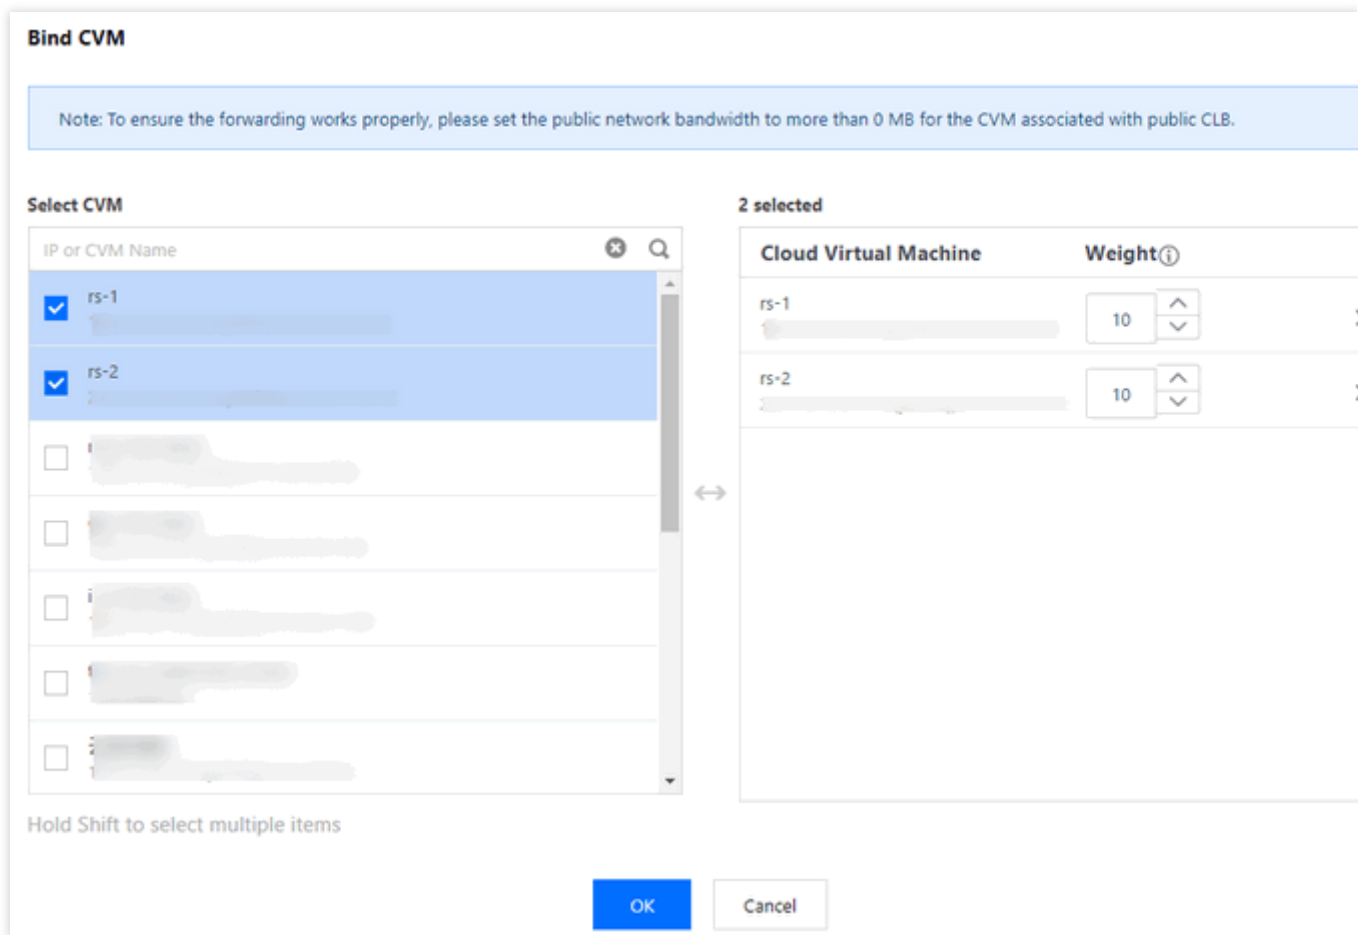 Bind CVM
Note: To ensure the forwarding works properly, please set the public network bandwidth to more than 0 MB for the CVM associated with public CLB.
Select CVM
IP or CVM Name
rs-1
rs-2
Hold Shift to select multiple items
2 selected
Cloud Virtual Machine Weight
rs-1
10
rs-2
10
OK Cancel